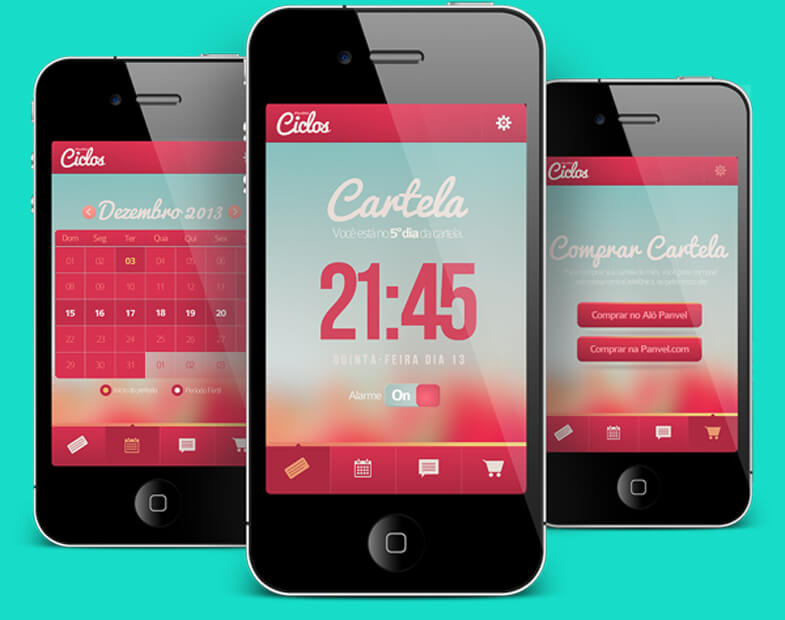 Ciclos
Dezembro 2013
Dom Seg Ter Qua Qui Sex
01 02 03 04 05 06
08 09 10 11 12 13
15 16 17 18 19 20
22 23 24 25 26 27
29 30 31 01 02 03
Início do período Período Fértil
Ciclos
Cartela
Você está no 5º dia da cartela.
21:45
QUINTA-FEIRA DIA 13
Alarme On
Ciclos
Comprar Cartela
Comprar no Alô Panvel
Comprar na Panvel.com